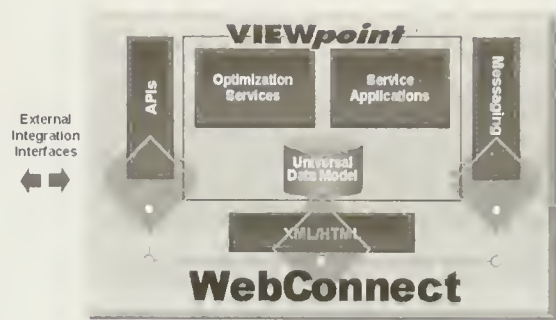 VIEWpoint
APIs
Optimization
Services
Service
Applications
Messaging
External
Integration
Interfaces
Universal
Data Model
XML/HTML
WebConnect